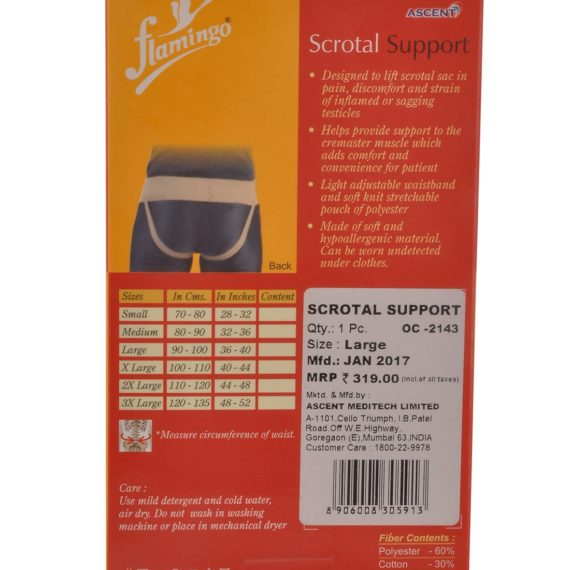 flamingo®
ASCENT
Scrotal Support
• Designed to lift scrotal sac in
pain, discomfort and strain
of inflamed or sagging
testicles
• Helps provide support to the
cremaster muscle which
adds comfort and
convenience for patient
• Light adjustable waistband
and soft knit stretchable
pouch of polyester
• Made of soft and
hypoallergenic material.
Can be worn undetected
under clothes.
Back
Sizes In Cms. In Inches Content
Small 70 - 80 28 - 32
Medium 80 - 90 32 - 36
Large 90 - 100 36 - 40
X Large 100 - 110 40 - 44
2X Large 110 - 120 44 - 48
3X Large 120 - 135 48 - 52
*Measure circumference of waist.
Care :
Use mild detergent and cold water,
air dry. Do not wash in washing
machine or place in mechanical dryer
SCROTAL SUPPORT
Qty.: 1 Pc. OC -2143
Size : Large
Mfd.: JAN 2017
MRP ₹ 319.00 (incl.of all taxes)
Mktd. & Mfd.by :
ASCENT MEDITECH LIMITED
A-1101,Cello Triumph, I.B.Patel
Road.Off W.E.Highway,
Goregaon (E),Mumbai 63,INDIA
Customer Care : 1800-22-9978
8 906008 305913
Fiber Contents :
Polyester - 60%
Cotton - 30%